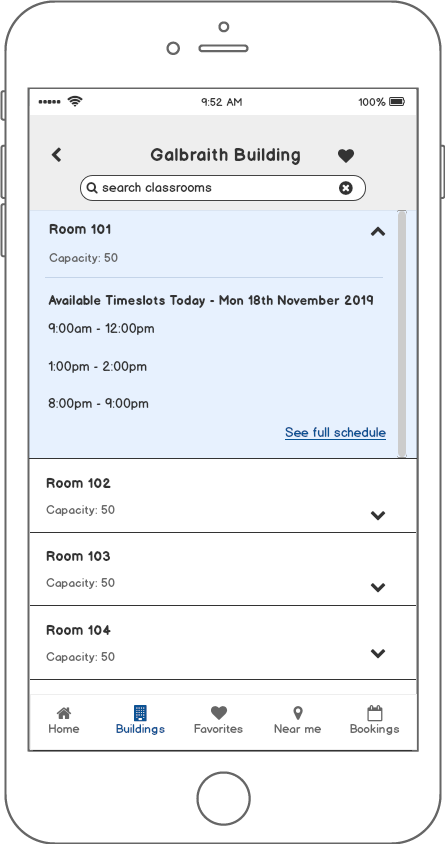 9:52 AM 100%
Galbraith Building
search classrooms
Room 101
Capacity: 50
Available Timeslots Today - Mon 18th November 2019
9:00am - 12:00pm
1:00pm - 2:00pm
8:00pm - 9:00pm
See full schedule
Room 102
Capacity: 50
Room 103
Capacity: 50
Room 104
Capacity: 50
Home Buildings Favorites Near me Bookings